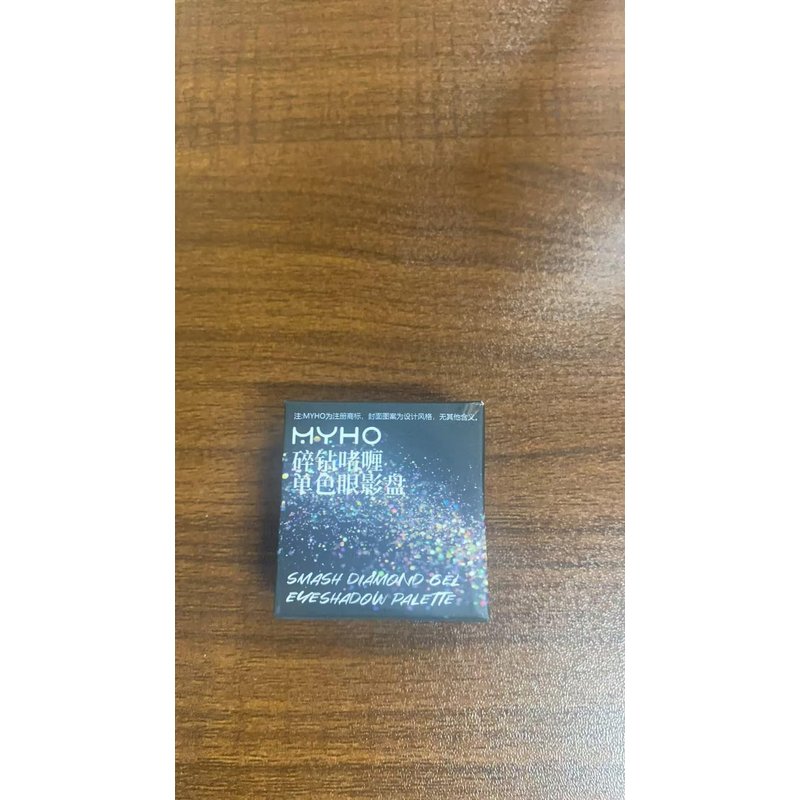 注:MYHO为注册商标，封面图案为设计风格，无其他含义。
MYHO
碎钻啫喱
单色眼影盘
SMASH DIAMOND GEL
EYESHADOW PALETTE